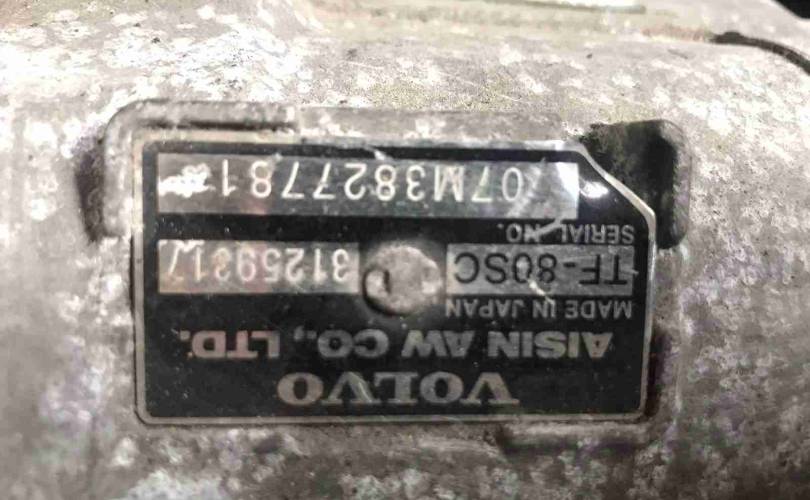 VOLVO
AISIN AW CO., LTD.
MADE IN JAPAN
TF-80SC 31259317
SERIAL NO.
07M3827781